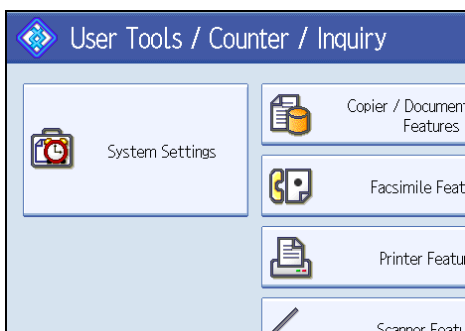 User Tools / Counter / Inquiry
System Settings
Copier / Document
Features
Facsimile Feat
Printer Featur
Scanner Featu